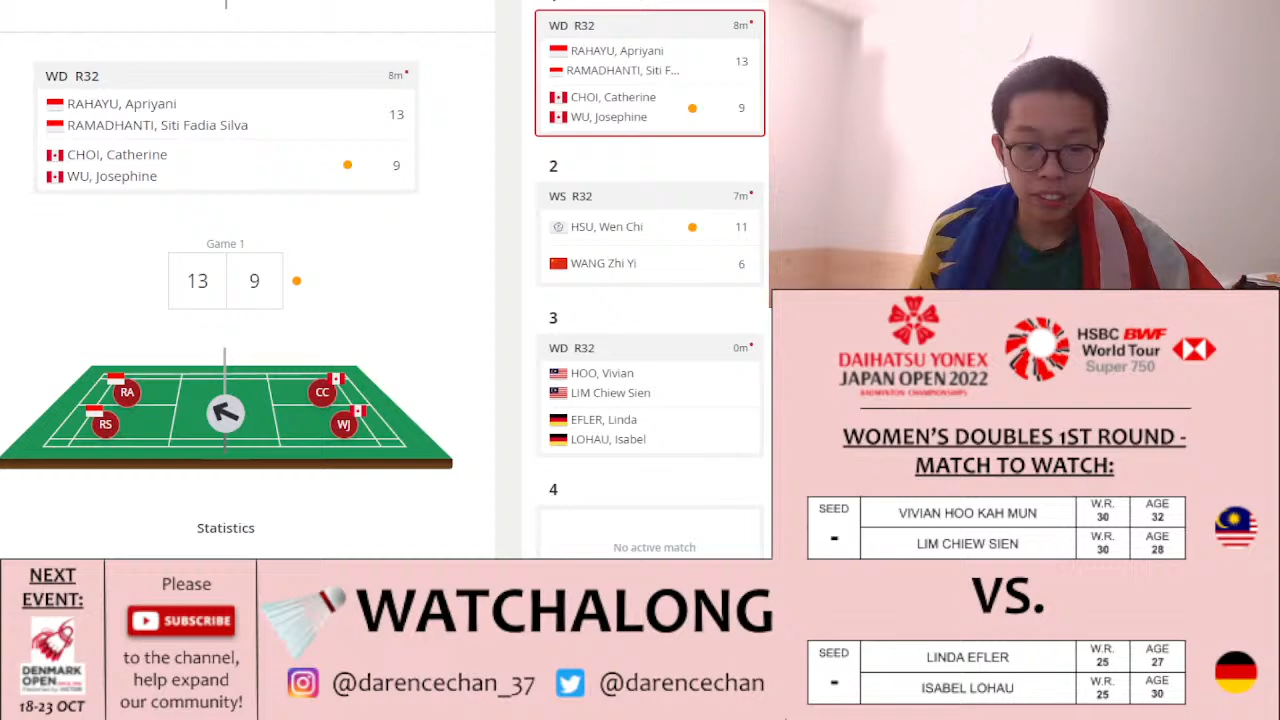 WD R32
8m
RAHAYU, Apriyani
RAMADHANTI, Siti Fadia Silva
13
CHOI, Catherine
WU, Josephine
9
Game 1
13
9
RA
RS
CC
WJ
Statistics
WD R32
8m
RAHAYU, Apriyani
RAMADHANTI, Siti F...
13
CHOI, Catherine
WU, Josephine
9
2
WS R32
7m
HSU, Wen Chi
11
WANG Zhi Yi
6
3
WD R32
0m
HOO, Vivian
LIM Chiew Sien
EFLER, Linda
LOHAU, Isabel
4
No active match
DAIHATSU YONEX
JAPAN OPEN 2022
BADMINTON CHAMPIONSHIPS
HSBC BWF
World Tour
Super 750
WOMEN'S DOUBLES 1ST ROUND -
MATCH TO WATCH:
SEED
-
VIVIAN HOO KAH MUN
W.R.
30
AGE
32
LIM CHIEW SIEN
W.R.
30
AGE
28
VS.
SEED
-
LINDA EFLER
W.R.
25
AGE
27
ISABEL LOHAU
W.R.
25
AGE
30
NEXT
EVENT:
DENMARK
OPEN
18-23 OCT
Please
SUBSCRIBE
to the channel,
help expand
our community!
WATCHALONG
@darencechan_37
@darencechan